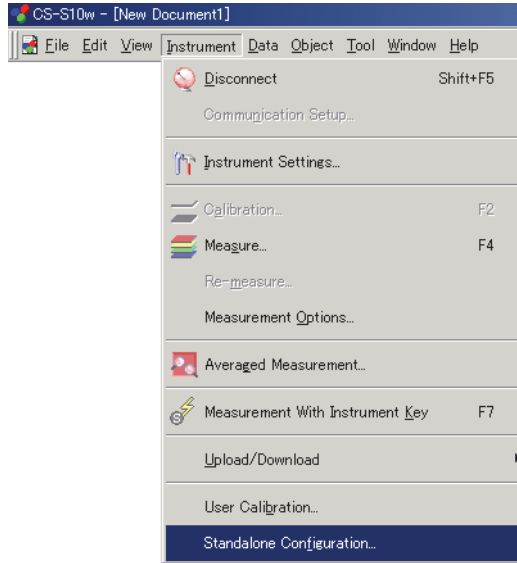 CS-S10w - [New Document1]
File Edit View Instrument Data Object Tool Window Help
Disconnect Shift+F5
Communication Setup...
Instrument Settings...
Calibration... F2
Measure... F4
Re-measure...
Measurement Options...
Averaged Measurement...
Measurement With Instrument Key F7
Upload/Download
User Calibration...
Standalone Configuration...